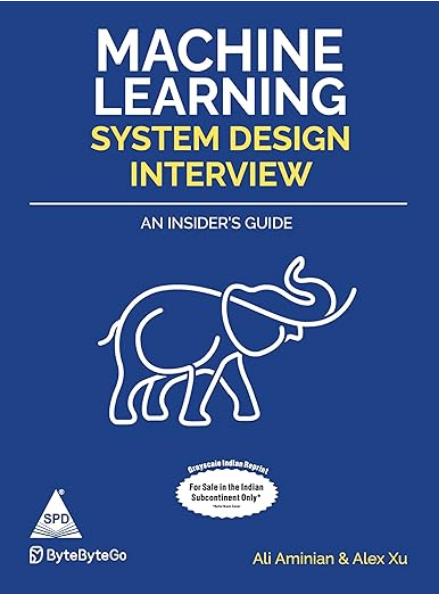 MACHINE
LEARNING
SYSTEM DESIGN
INTERVIEW
AN INSIDER'S GUIDE
Grayscale Indian Reprint
For Sale in the Indian
Subcontinent Only*
SPD
®
ByteByteGo
Ali Aminian & Alex Xu